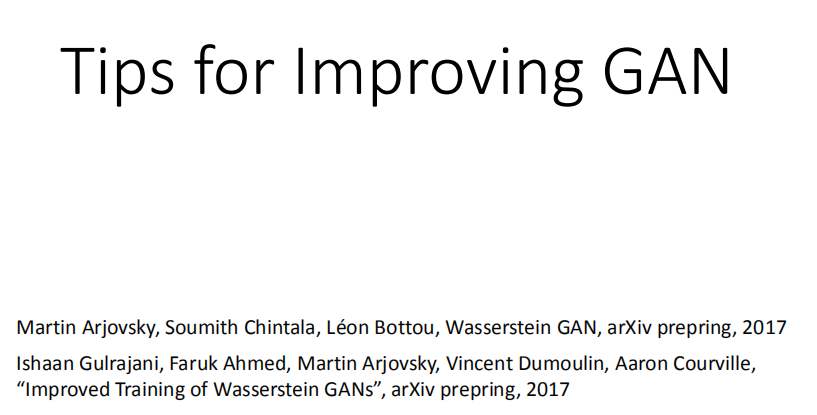 Tips for Improving GAN
Martin Arjovsky, Soumith Chintala, Léon Bottou, Wasserstein GAN, arXiv prepring, 2017
Ishaan Gulrajani, Faruk Ahmed, Martin Arjovsky, Vincent Dumoulin, Aaron Courville,
“Improved Training of Wasserstein GANs”, arXiv prepring, 2017